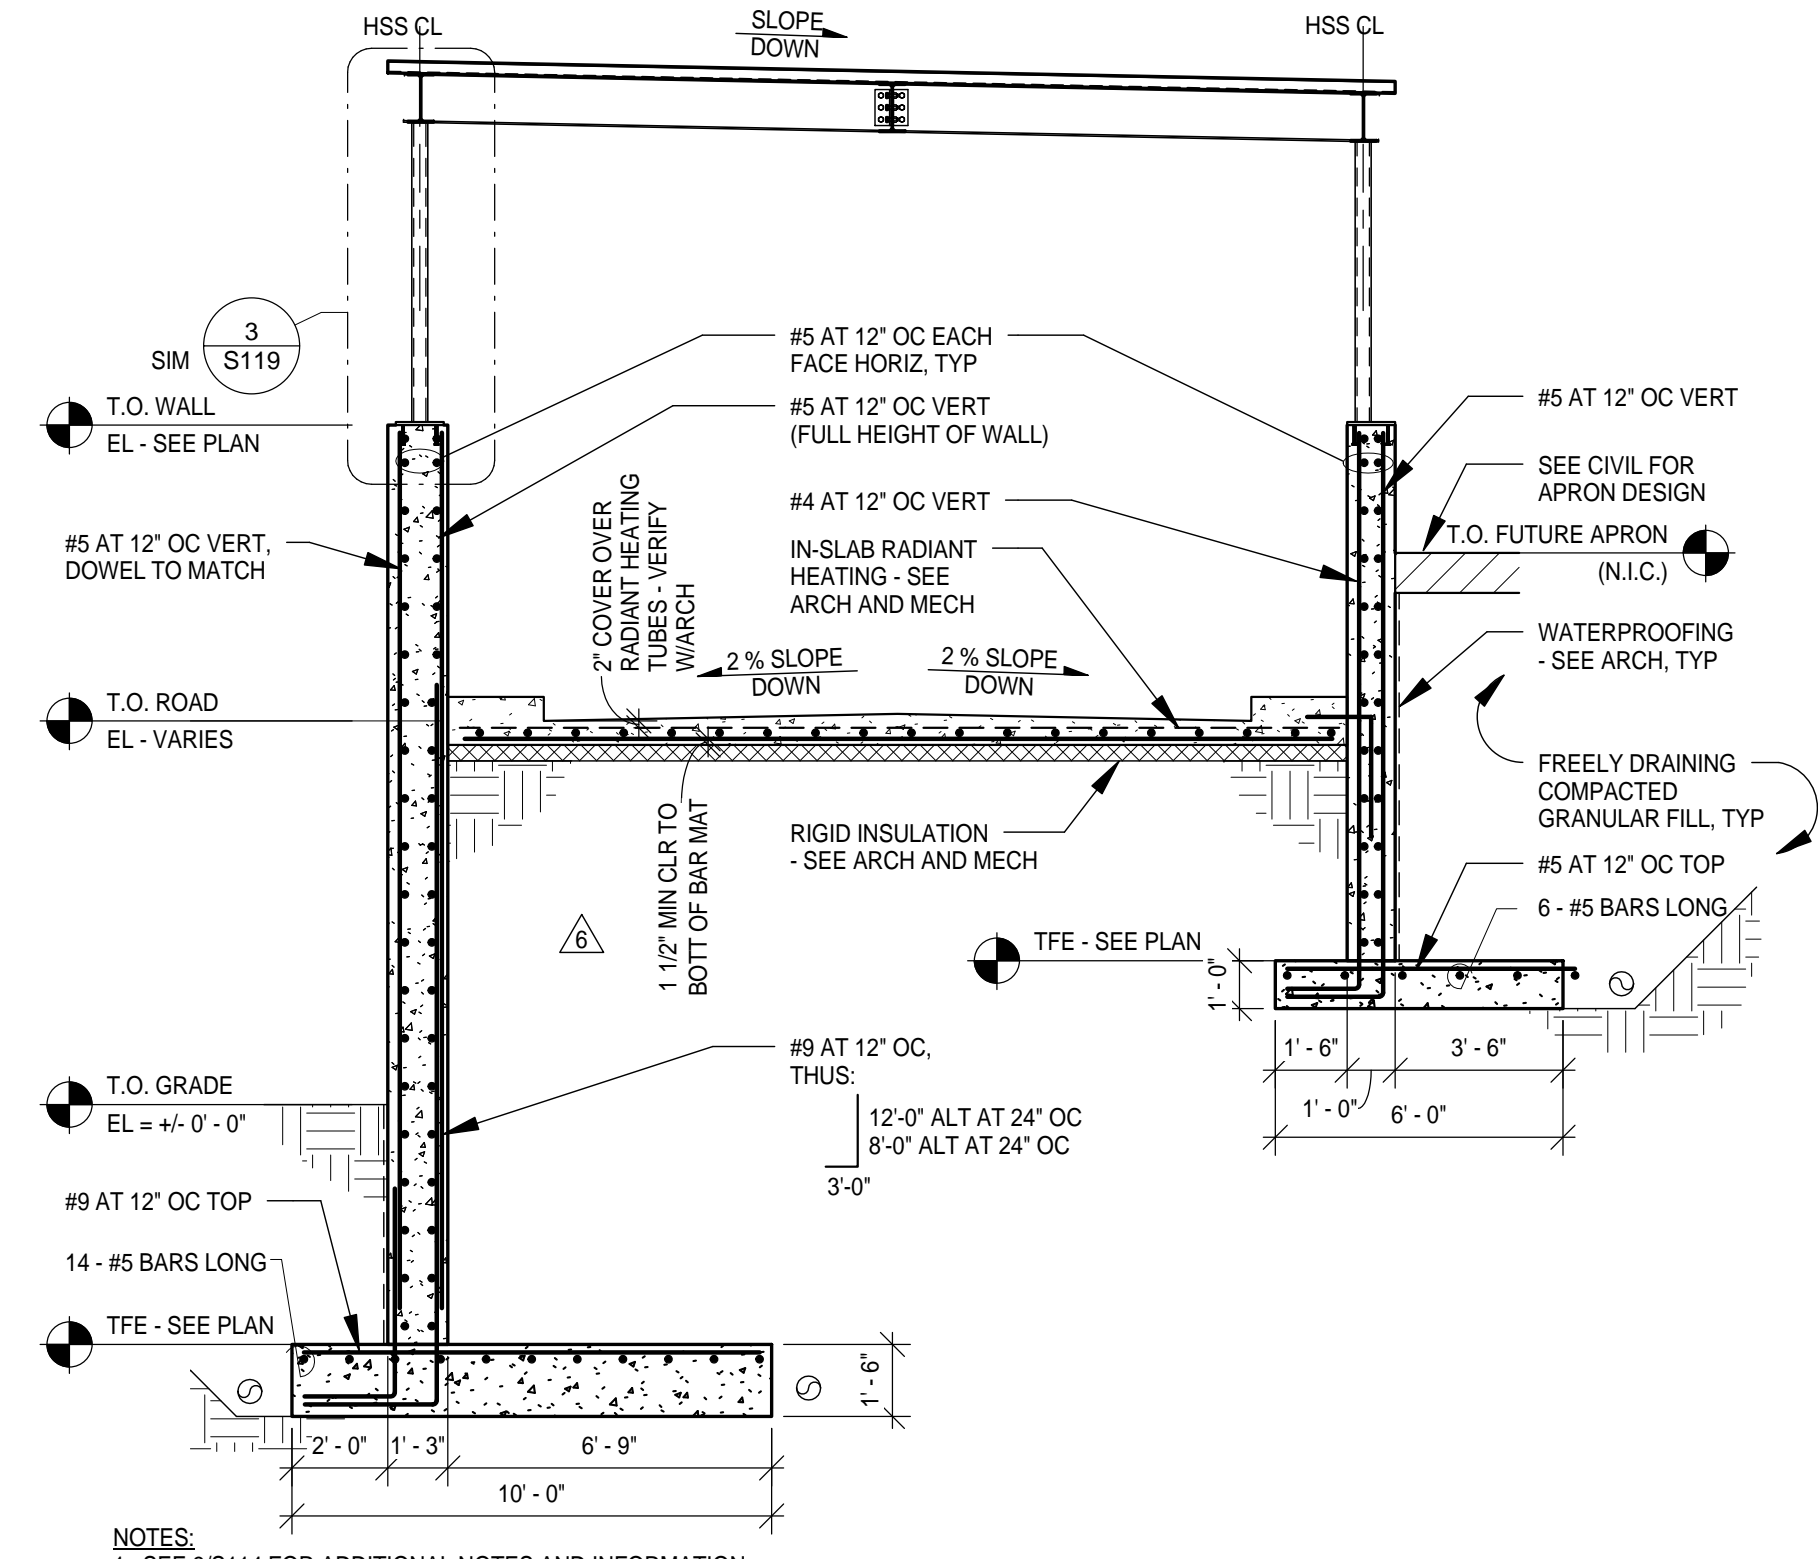 HSS CL
SLOPE
DOWN
HSS CL
3
S119
SIM
T.O. WALL
EL - SEE PLAN
#5 AT 12" OC VERT,
DOWEL TO MATCH
T.O. ROAD
EL - VARIES
T.O. GRADE
EL = +/- 0' - 0"
#9 AT 12" OC TOP
14 - #5 BARS LONG
TFE - SEE PLAN
2" COVER OVER
RADIANT HEATING
TUBES - VERIFY
W/ARCH
#5 AT 12" OC EACH
FACE HORIZ, TYP
#5 AT 12" OC VERT
(FULL HEIGHT OF WALL)
#4 AT 12" OC VERT
IN-SLAB RADIANT
HEATING - SEE
ARCH AND MECH
2 % SLOPE
DOWN
2 % SLOPE
DOWN
1 1/2" MIN CLR TO
BOTT OF BAR MAT
RIGID INSULATION
- SEE ARCH AND MECH
6
TFE - SEE PLAN
#9 AT 12" OC,
THUS:
12'-0" ALT AT 24" OC
8'-0" ALT AT 24" OC
3'-0"
#5 AT 12" OC VERT
SEE CIVIL FOR
APRON DESIGN
T.O. FUTURE APRON
(N.I.C.)
WATERPROOFING
- SEE ARCH, TYP
FREELY DRAINING
COMPACTED
GRANULAR FILL, TYP
#5 AT 12" OC TOP
6 - #5 BARS LONG
1' - 0"
1' - 6"
3' - 6"
1' - 0"
6' - 0"
1' - 6"
2' - 0"
1' - 3"
6' - 9"
10' - 0"
NOTES: